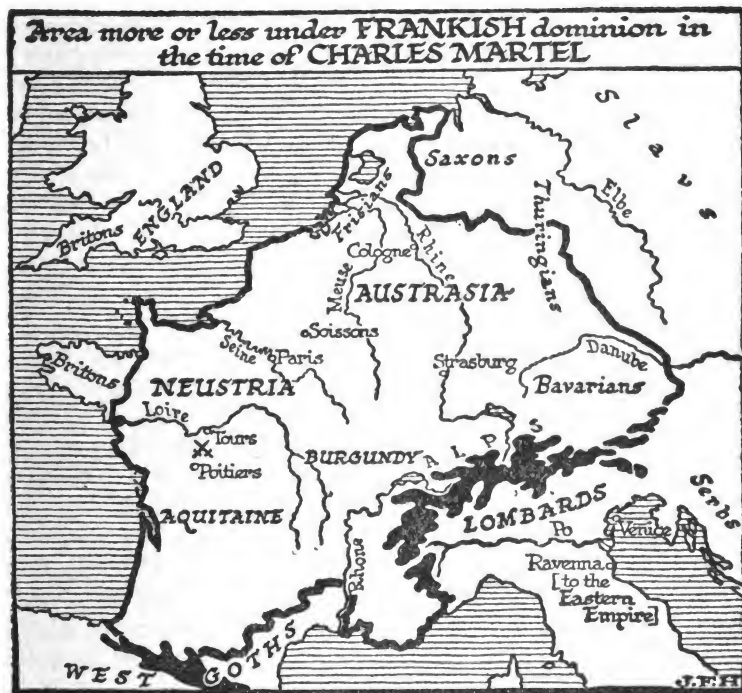 Area more or less under FRANKISH dominion in
the time of CHARLES MARTEL
Slavs
Saxons
ENGLAND
Britons
Frisians
Thuringians
Elbe
Cologne
Rhine
Meuse
AUSTRASIA
Soissons
Seine
Paris
Strasburg
Danube
Britons
NEUSTRIA
Bavarians
Loire
Tours
Poitiers
BURGUNDY
ALPS
AQUITAINE
LOMBARDS
Serbs
Po
Venice
Rhone
Ravenna
[to the
Eastern
Empire]
WEST GOTHS
J.F.H